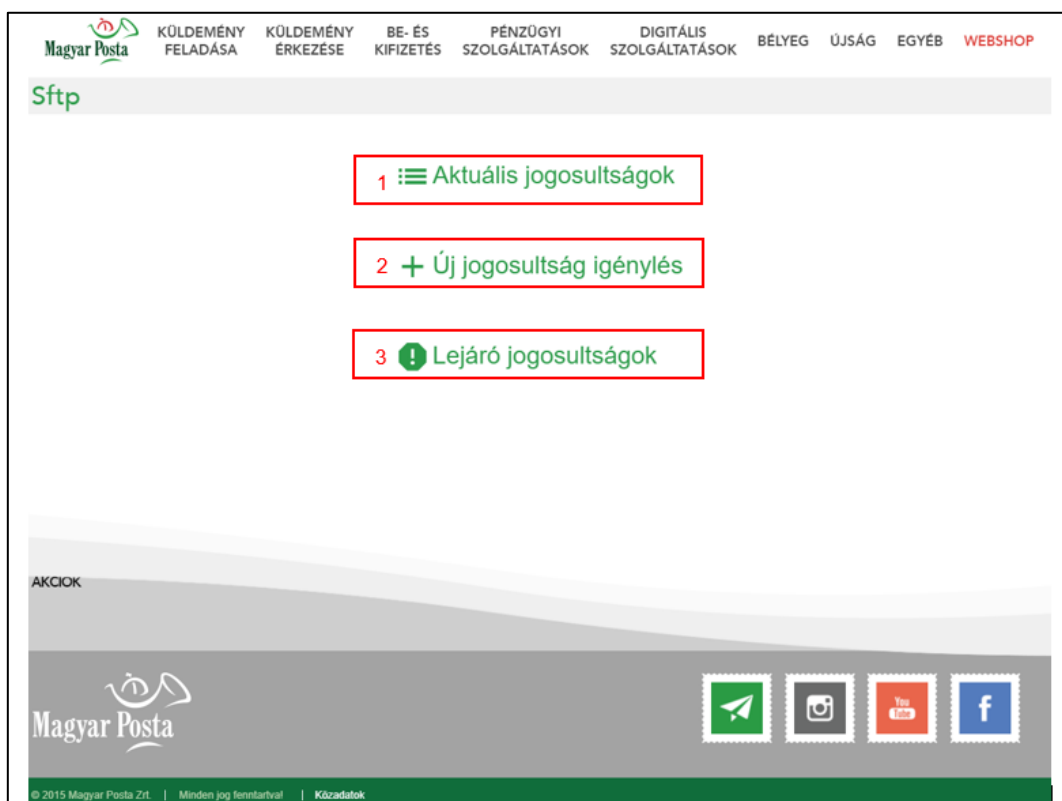 Magyar Posta
KÜLDEMÉNY FELADÁSA
KÜLDEMÉNY ÉRKEZÉSE
BE- ÉS KIFIZETÉS
PÉNZÜGYI SZOLGÁLTATÁSOK
DIGITÁLIS SZOLGÁLTATÁSOK
BÉLYEG
ÚJSÁG
EGYÉB
WEBSHOP
Sftp
1 Aktuális jogosultságok
2 + Új jogosultság igénylés
3 Lejáró jogosultságok
AKCIOK
Magyar Posta
You Tube
f
© 2015 Magyar Posta Zrt. | Minden jog fenntartva! | Közadatok